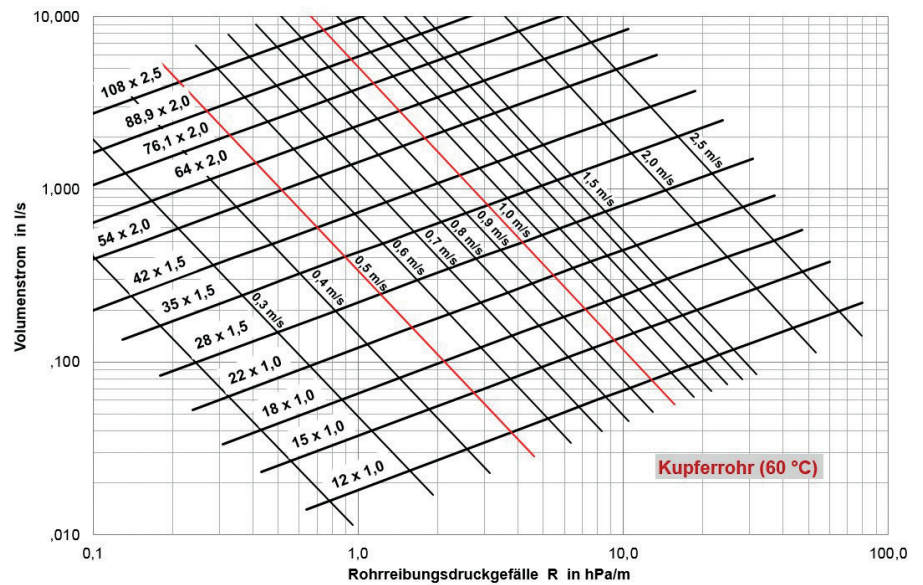 10,000
1,000
,100
,010
Volumenstrom in l/s
108 x 2,5
88,9 x 2,0
76,1 x 2,0
64 x 2,0
54 x 2,0
42 x 1,5
35 x 1,5
28 x 1,5
22 x 1,0
18 x 1,0
15 x 1,0
12 x 1,0
0,3 m/s
0,4 m/s
0,5 m/s
0,6 m/s
0,7 m/s
0,8 m/s
0,9 m/s
1,0 m/s
1,5 m/s
2,0 m/s
2,5 m/s
Kupferrohr (60 °C)
0,1
1,0
10,0
100,0
Rohrreibungsdruckgefälle R in hPa/m